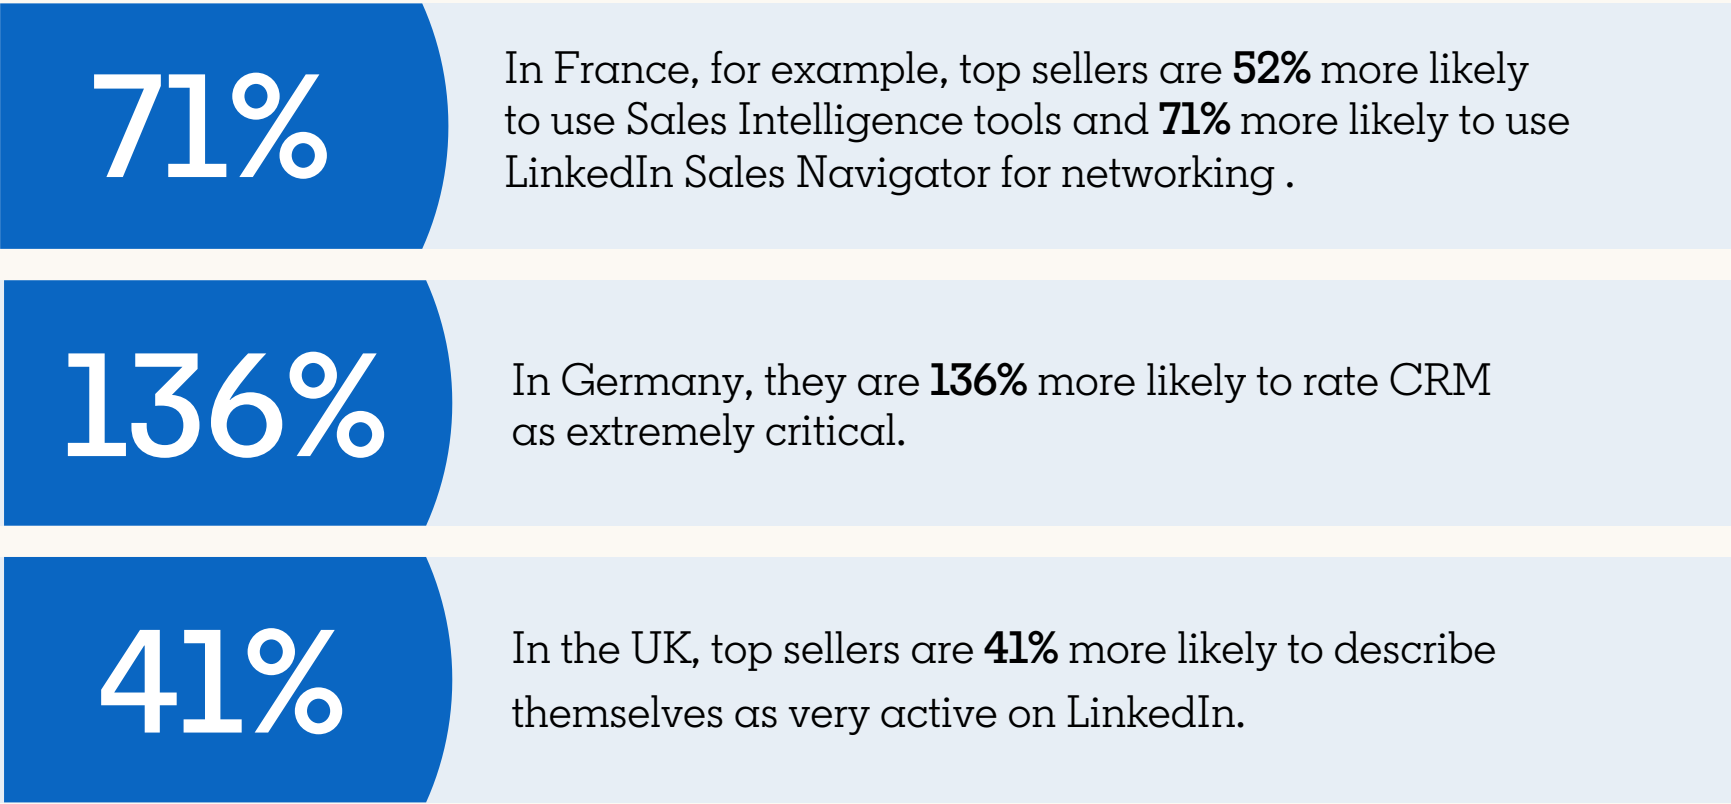 71%
In France, for example, top sellers are 52% more likely
to use Sales Intelligence tools and 71% more likely to use
LinkedIn Sales Navigator for networking .
136%
In Germany, they are 136% more likely to rate CRM
as extremely critical.
41%
In the UK, top sellers are 41% more likely to describe
themselves as very active on LinkedIn.